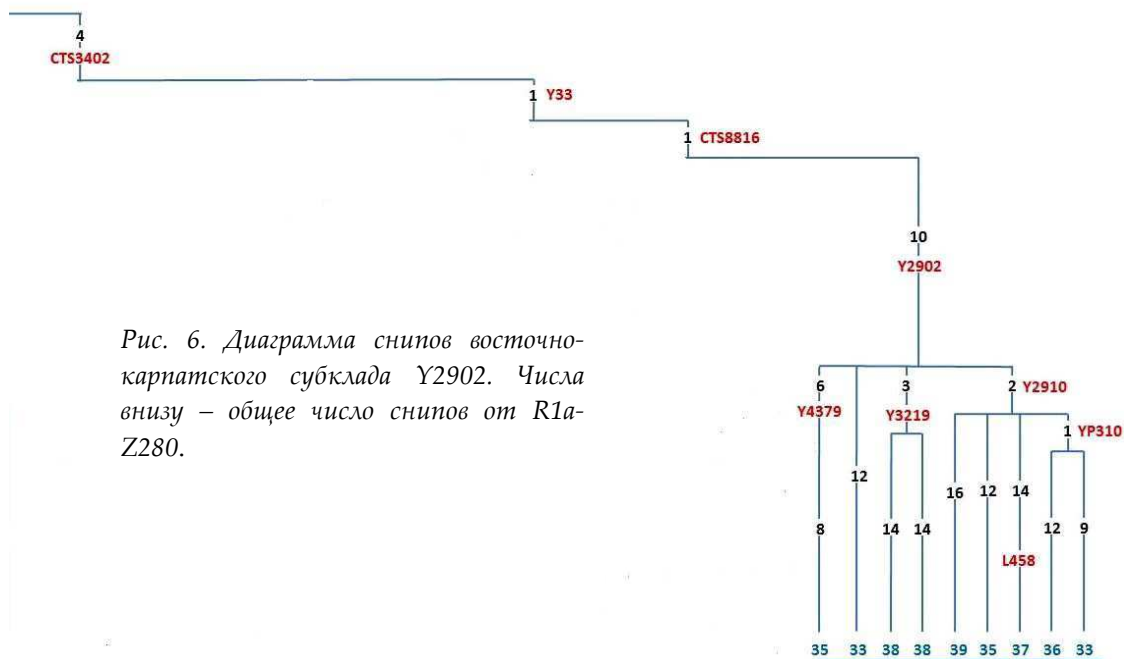 4
CTS3402
1 Y33
1 CTS8816
10
Y2902
Рис. 6. Диаграмма снипов восточно-
карпатского субклада Y2902. Числа
внизу – общее число снипов от R1a-
Z280.
6 3 2 Y2910
Y4379 Y3219
1 YP310
12
16 12 14
8 14 14 12 9
L458
35 33 38 38 39 35 37 36 33